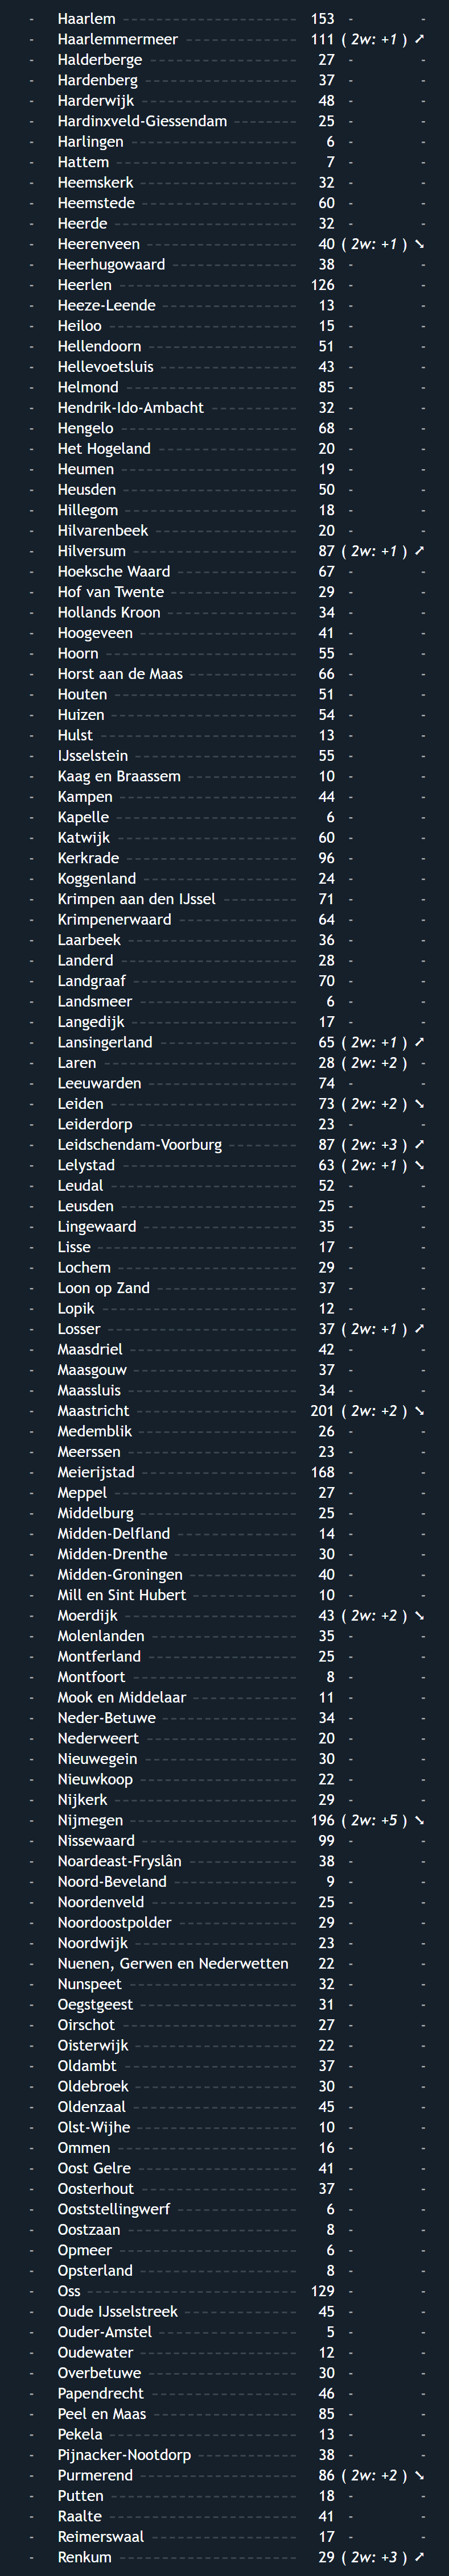 - Haarlem 153 - -
- Haarlemmermeer 111 ( 2w: +1 ) ➚
- Halderberge 27 - -
- Hardenberg 37 - -
- Harderwijk 48 - -
- Hardinxveld-Giessendam 25 - -
- Harlingen 6 - -
- Hattem 7 - -
- Heemskerk 32 - -
- Heemstede 60 - -
- Heerde 32 - -
- Heerenveen 40 ( 2w: +1 ) ➘
- Heerhugowaard 38 - -
- Heerlen 126 - -
- Heeze-Leende 13 - -
- Heiloo 15 - -
- Hellendoorn 51 - -
- Hellevoetsluis 43 - -
- Helmond 85 - -
- Hendrik-Ido-Ambacht 32 - -
- Hengelo 68 - -
- Het Hogeland 20 - -
- Heumen 19 - -
- Heusden 50 - -
- Hillegom 18 - -
- Hilvarenbeek 20 - -
- Hilversum 87 ( 2w: +1 ) ➚
- Hoeksche Waard 67 - -
- Hof van Twente 29 - -
- Hollands Kroon 34 - -
- Hoogeveen 41 - -
- Hoorn 55 - -
- Horst aan de Maas 66 - -
- Houten 51 - -
- Huizen 54 - -
- Hulst 13 - -
- IJsselstein 55 - -
- Kaag en Braassem 10 - -
- Kampen 44 - -
- Kapelle 6 - -
- Katwijk 60 - -
- Kerkrade 96 - -
- Koggenland 24 - -
- Krimpen aan den IJssel 71 - -
- Krimpenerwaard 64 - -
- Laarbeek 36 - -
- Landerd 28 - -
- Landgraaf 70 - -
- Landsmeer 6 - -
- Langedijk 17 - -
- Lansingerland 65 ( 2w: +1 ) ➚
- Laren 28 ( 2w: +2 ) -
- Leeuwarden 74 - -
- Leiden 73 ( 2w: +2 ) ➘
- Leiderdorp 23 - -
- Leidschendam-Voorburg 87 ( 2w: +3 ) ➚
- Lelystad 63 ( 2w: +1 ) ➘
- Leudal 52 - -
- Leusden 25 - -
- Lingewaard 35 - -
- Lisse 17 - -
- Lochem 29 - -
- Loon op Zand 37 - -
- Lopik 12 - -
- Losser 37 ( 2w: +1 ) ➚
- Maasdriel 42 - -
- Maasgouw 37 - -
- Maassluis 34 - -
- Maastricht 201 ( 2w: +2 ) ➘
- Medemblik 26 - -
- Meerssen 23 - -
- Meierijstad 168 - -
- Meppel 27 - -
- Middelburg 25 - -
- Midden-Delfland 14 - -
- Midden-Drenthe 30 - -
- Midden-Groningen 40 - -
- Mill en Sint Hubert 10 - -
- Moerdijk 43 ( 2w: +2 ) ➘
- Molenlanden 35 - -
- Montferland 25 - -
- Montfoort 8 - -
- Mook en Middelaar 11 - -
- Neder-Betuwe 34 - -
- Nederweert 20 - -
- Nieuwegein 30 - -
- Nieuwkoop 22 - -
- Nijkerk 29 - -
- Nijmegen 196 ( 2w: +5 ) ➘
- Nissewaard 99 - -
- Noardeast-Fryslân 38 - -
- Noord-Beveland 9 - -
- Noordenveld 25 - -
- Noordoostpolder 29 - -
- Noordwijk 23 - -
- Nuenen, Gerwen en Nederwetten 22 - -
- Nunspeet 32 - -
- Oegstgeest 31 - -
- Oirschot 27 - -
- Oisterwijk 22 - -
- Oldambt 37 - -
- Oldebroek 30 - -
- Oldenzaal 45 - -
- Olst-Wijhe 10 - -
- Ommen 16 - -
- Oost Gelre 41 - -
- Oosterhout 37 - -
- Ooststellingwerf 6 - -
- Oostzaan 8 - -
- Opmeer 6 - -
- Opsterland 8 - -
- Oss 129 - -
- Oude IJsselstreek 45 - -
- Ouder-Amstel 5 - -
- Oudewater 12 - -
- Overbetuwe 30 - -
- Papendrecht 46 - -
- Peel en Maas 85 - -
- Pekela 13 - -
- Pijnacker-Nootdorp 38 - -
- Purmerend 86 ( 2w: +2 ) ➘
- Putten 18 - -
- Raalte 41 - -
- Reimerswaal 17 - -
- Renkum 29 ( 2w: +3 ) ➚